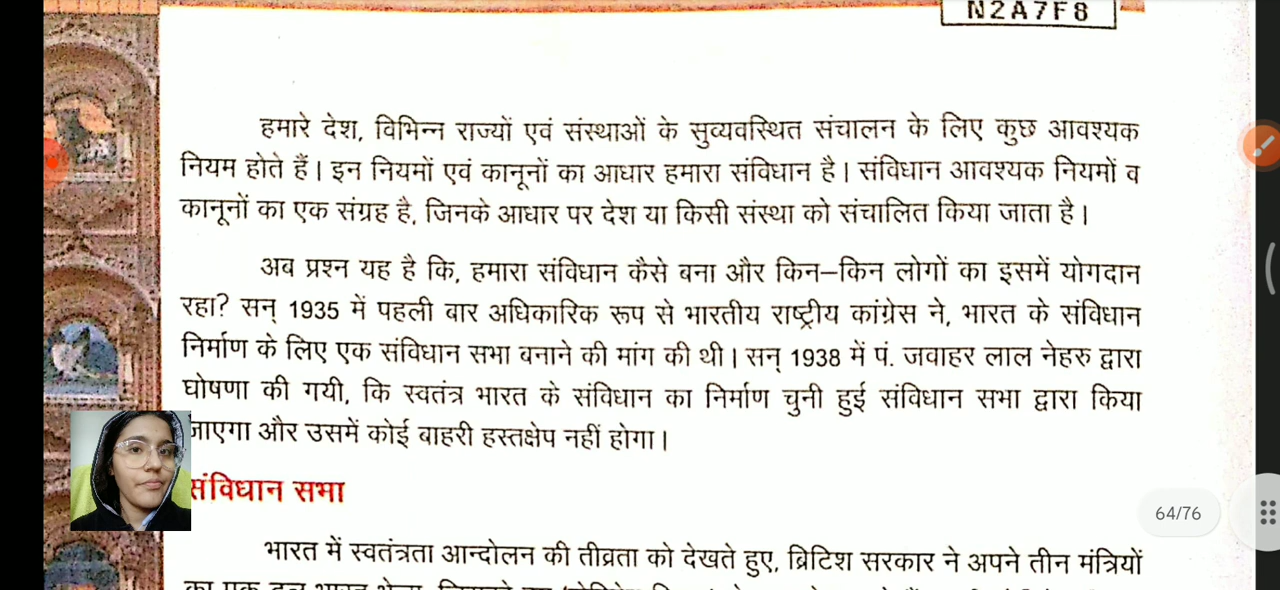 N2A7F8
हमारे देश, विभिन्न राज्यों एवं संस्थाओं के सुव्यवस्थित संचालन के लिए कुछ आवश्यक
नियम होते हैं। इन नियमों एवं कानूनों का आधार हमारा संविधान है। संविधान आवश्यक नियमों व
कानूनों का एक संग्रह है, जिनके आधार पर देश या किसी संस्था को संचालित किया जाता है।
अब प्रश्न यह है कि, हमारा संविधान कैसे बना और किन–किन लोगों का इसमें योगदान
रहा? सन् 1935 में पहली बार अधिकारिक रूप से भारतीय राष्ट्रीय कांग्रेस ने, भारत के संविधान
निर्माण के लिए एक संविधान सभा बनाने की मांग की थी। सन् 1938 में पं. जवाहर लाल नेहरु द्वारा
घोषणा की गयी, कि स्वतंत्र भारत के संविधान का निर्माण चुनी हुई संविधान सभा द्वारा किया
जाएगा और उसमें कोई बाहरी हस्तक्षेप नहीं होगा।
संविधान सभा
64/76
भारत में स्वतंत्रता आन्दोलन की तीव्रता को देखते हुए, ब्रिटिश सरकार ने अपने तीन मंत्रियों